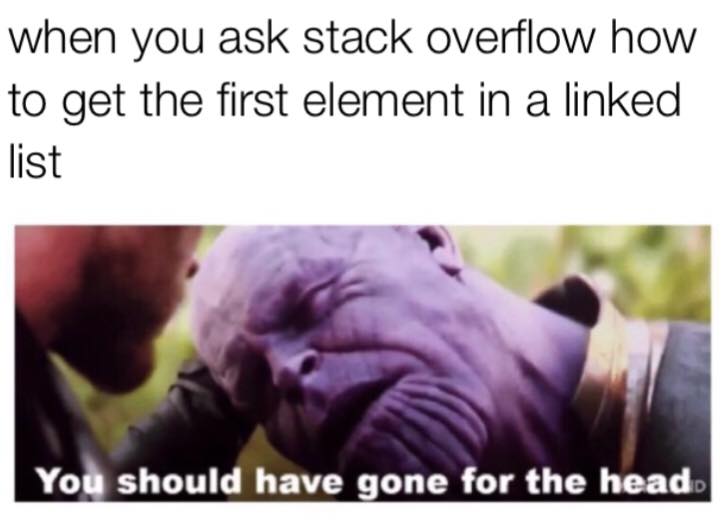 when you ask stack overflow how
to get the first element in a linked
list
You should have gone for the head